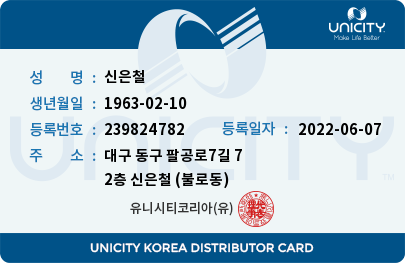 UNICITY
Make Life Better
성 명 : 신은철
생년월일 : 1963-02-10
등록번호 : 239824782 등록일자 : 2022-06-07
주 소 : 대구 동구 팔공로7길 7
2층 신은철 (불로동)
UNICITY
TM
유니시티코리아(유)
UNICITY KOREA DISTRIBUTOR CARD